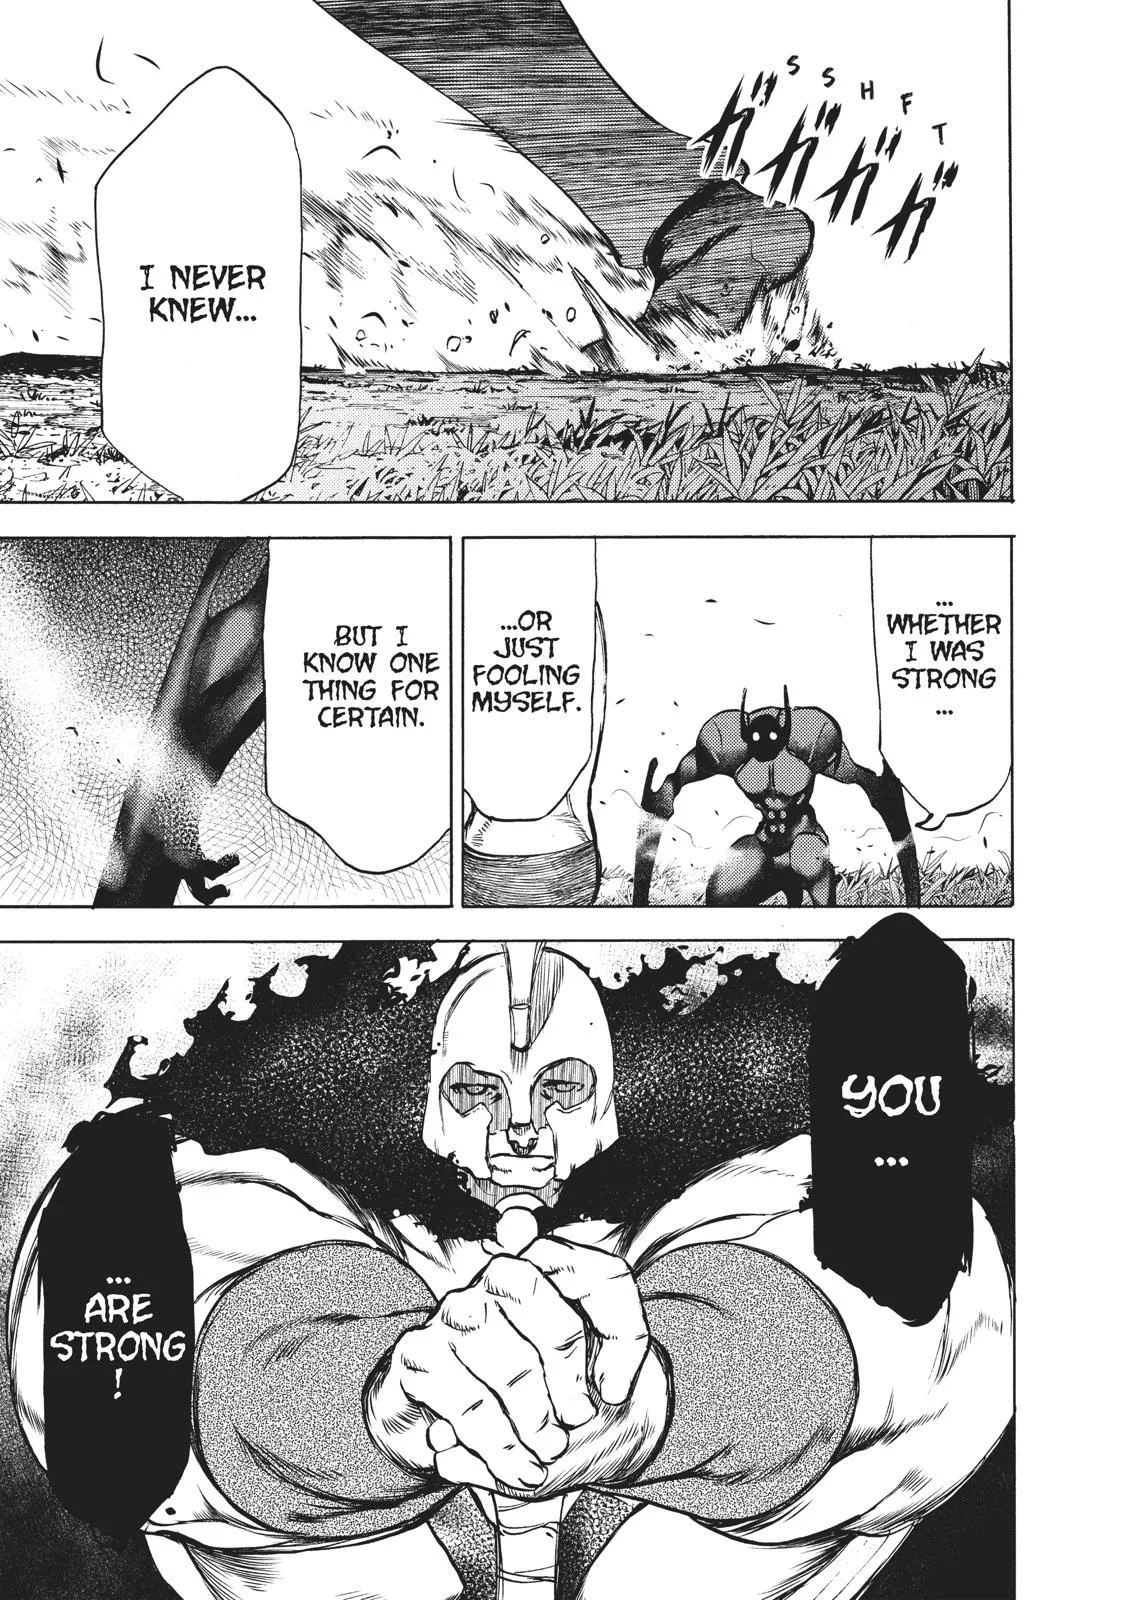 S S H F T
ガガガガ
I NEVER
KNEW...
...
WHETHER
I WAS
STRONG
...
...OR
JUST
FOOLING
MYSELF.
BUT I
KNOW ONE
THING FOR
CERTAIN.
YOU
...
...
ARE
STRONG
!